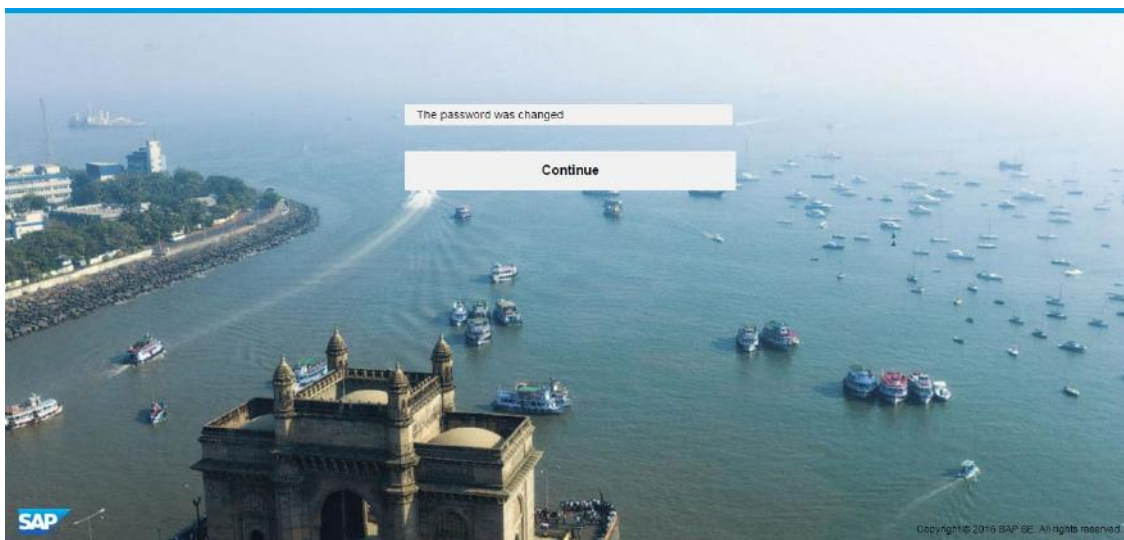 The password was changed
Continue
SAP
Copyright © 2016 SAP SE. All rights reserved.